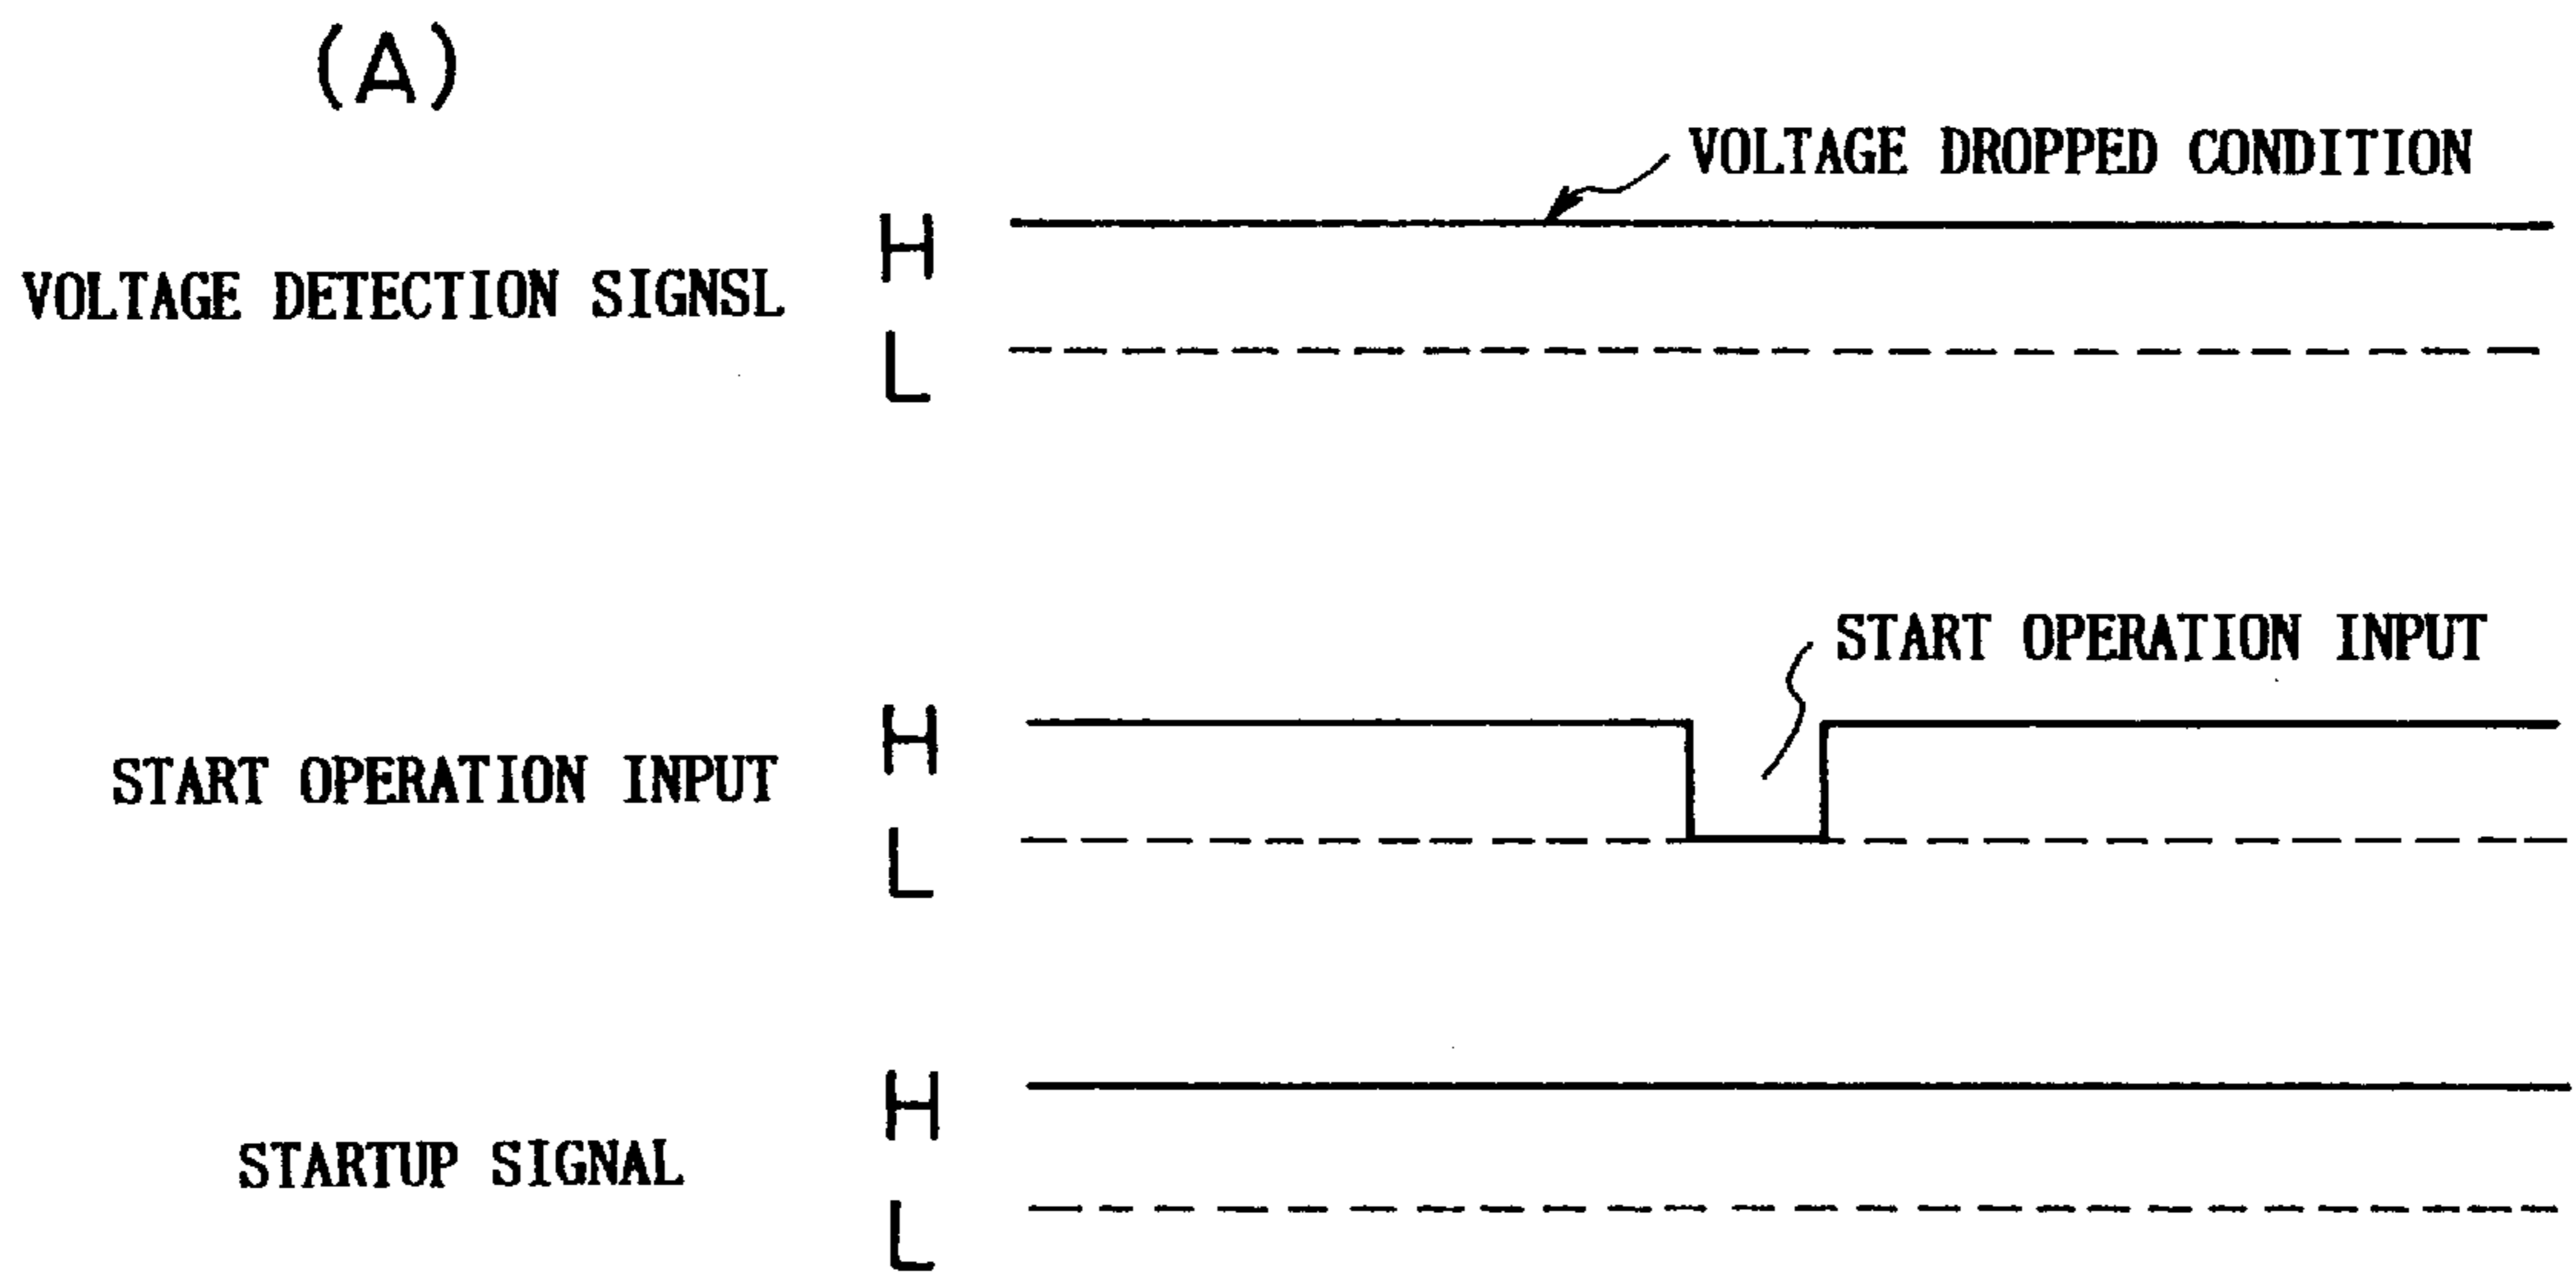 (A)
VOLTAGE DROPPED CONDITION
H
VOLTAGE DETECTION SIGNSL
L
START OPERATION INPUT
H
START OPERATION INPUT
L
H
STARTUP SIGNAL
L